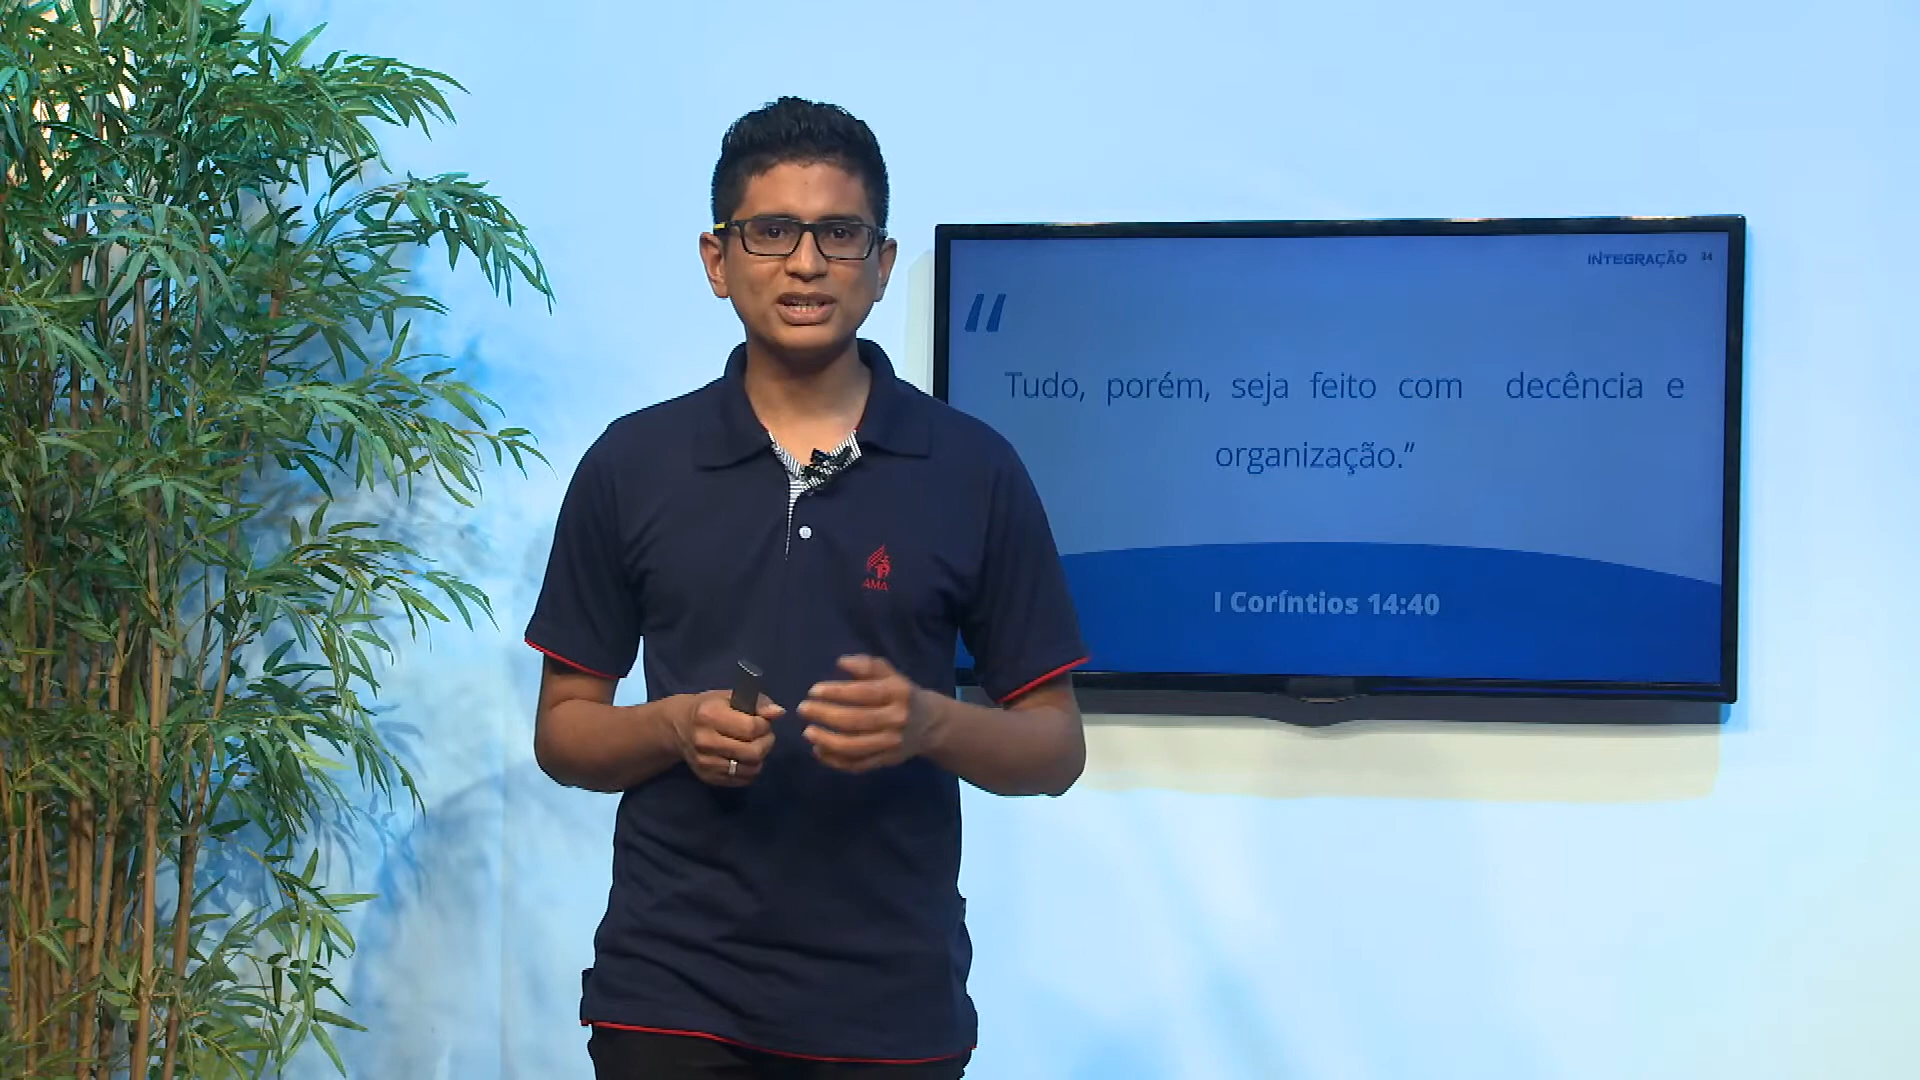 INTEGRAÇÃO 34
"
Tudo, porém, seja feito com decência e
organização.”
I Coríntios 14:40
AMA